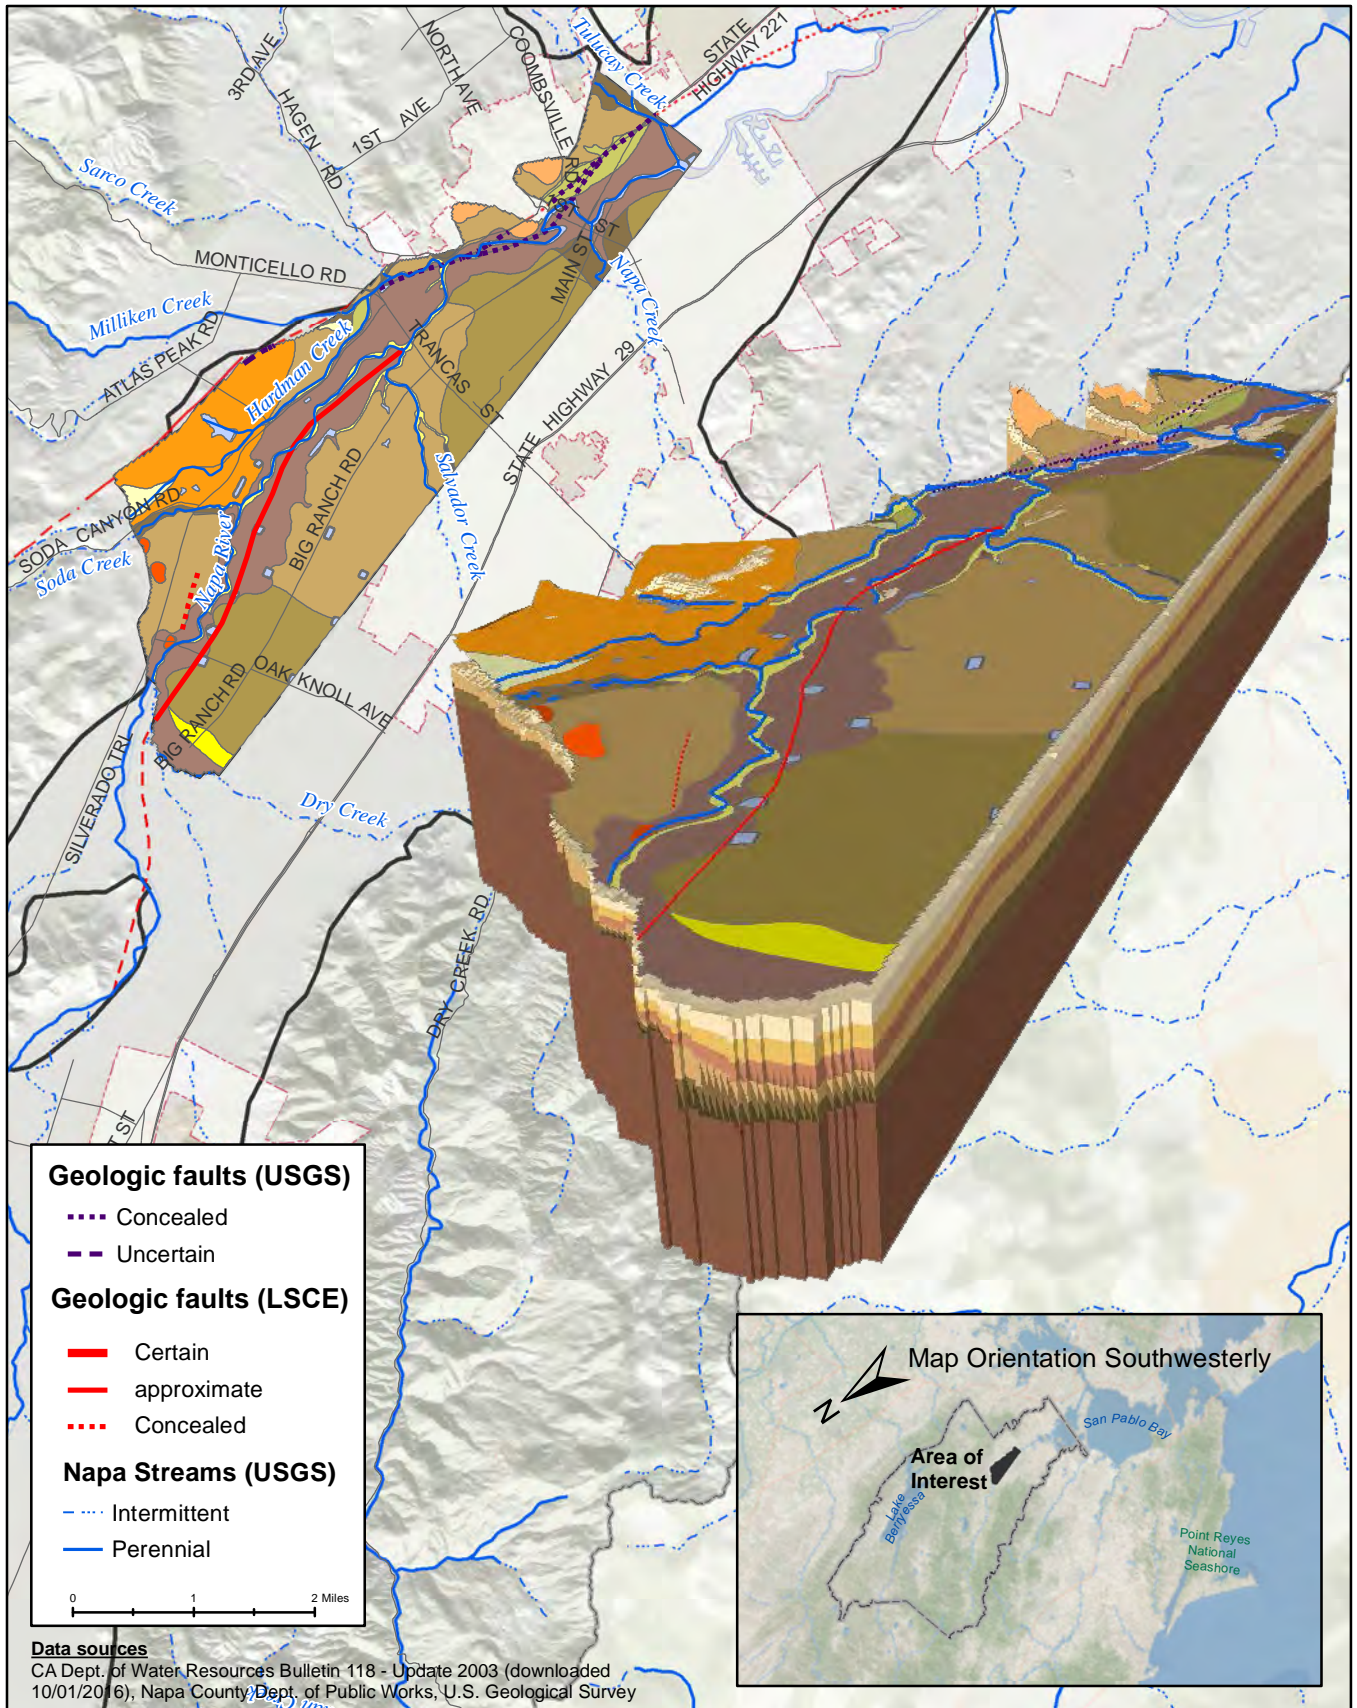 3RD AVE
HAGEN RD
NORTH AVE
1ST AVE
COOMBSVILLE RD
Tulucay Creek
STATE
HIGHWAY 221
Sarco Creek
MONTICELLO RD
Milliken Creek
ATLAS PEAK RD
Hardman Creek
1ST ST
MAIN ST
Napa Creek
TRANCAS ST
STATE HIGHWAY 29
SODA CANYON RD
Soda Creek
Napa River
BIG RANCH RD
Salvador Creek
OAK KNOLL AVE
BIG RANCH RD
SILVERADO TRL
Dry Creek
DRY CREEK RD
T ST
Geologic faults (USGS)
Concealed
Uncertain
Geologic faults (LSCE)
Certain
approximate
Concealed
Napa Streams (USGS)
Intermittent
Perennial
0 1 2 Miles
Map Orientation Southwesterly
N
San Pablo Bay
Area of
Interest
Lake
Berryessa
Point Reyes
National
Seashore
Data sources
CA Dept. of Water Resources Bulletin 118 - Update 2003 (downloaded
10/01/2016), Napa County Dept. of Public Works, U.S. Geological Survey